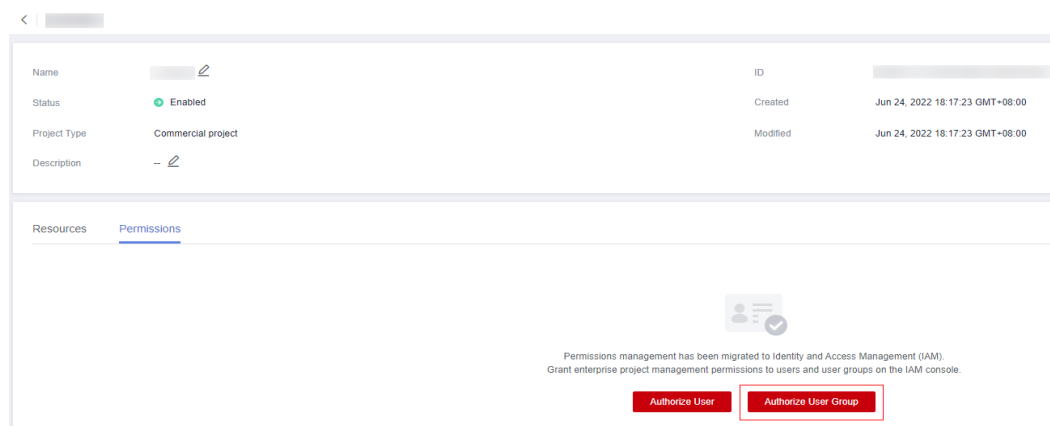 Name
ID
Status Enabled
Created Jun 24, 2022 18:17:23 GMT+08:00
Project Type Commercial project
Modified Jun 24, 2022 18:17:23 GMT+08:00
Description --
Resources Permissions
Permissions management has been migrated to Identity and Access Management (IAM).
Grant enterprise project management permissions to users and user groups on the IAM console.
Authorize User Authorize User Group